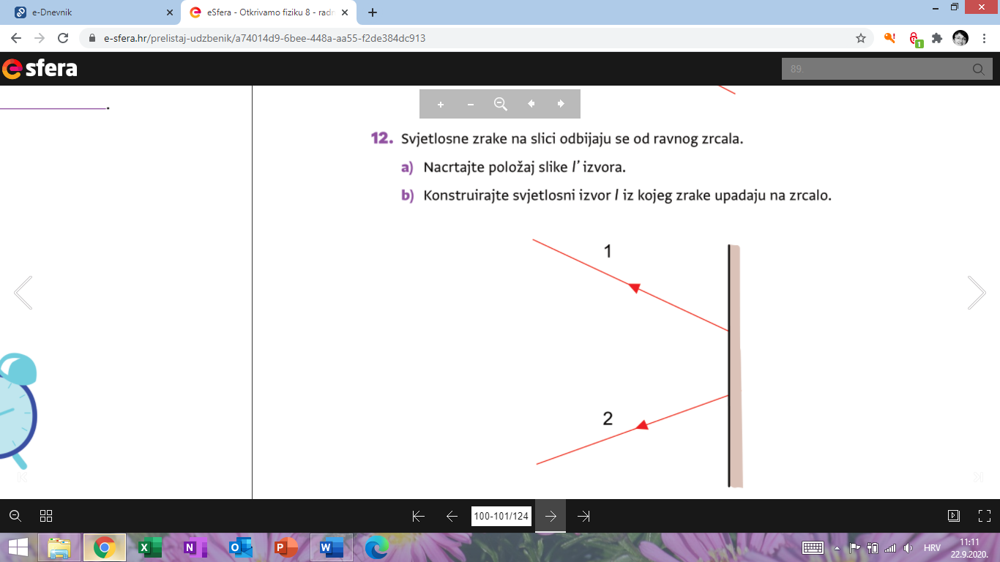 e-Dnevnik
eSfera - Otkrivamo fiziku 8 - radn
e-sfera.hr/prelistaj-udzbenik/a74014d9-6bee-448a-aa55-f2de384dc913
1
esfera
89.
.
12. Svjetlosne zrake na slici odbijaju se od ravnog zrcala.
a) Nacrtajte položaj slike l' izvora.
b) Konstruirajte svjetlosni izvor l iz kojeg zrake upadaju na zrcalo.
1
2
100-101/124
HRV
11:11
22.9.2020.